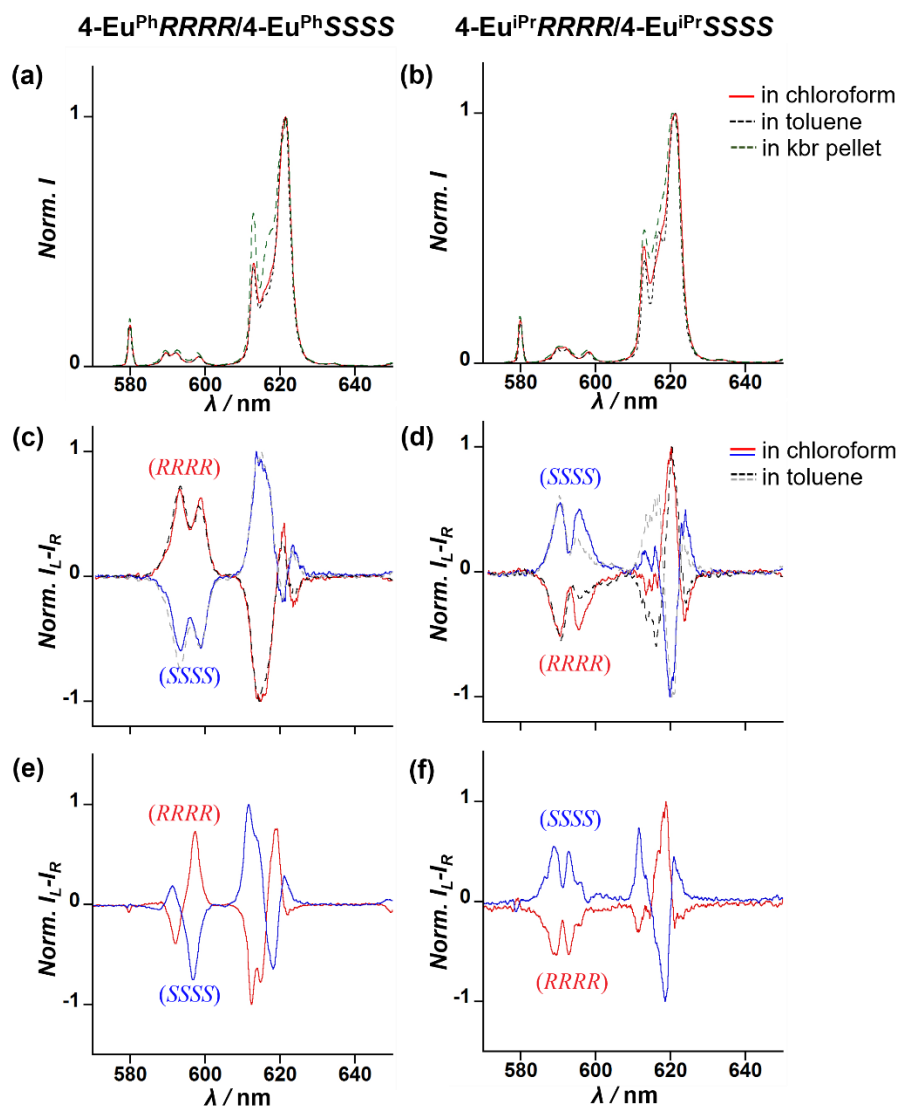 4-Eu^Ph RRRR/4-Eu^Ph SSSS
4-Eu^iPr RRRR/4-Eu^iPr SSSS
(a)
Norm. I
1
0
580 600 620 640
λ / nm
(b)
Norm. I
1
0
580 600 620 640
λ / nm
in chloroform
in toluene
in kbr pellet
(c)
Norm. I_L-I_R
1
0
-1
(RRRR)
(SSSS)
(d)
Norm. I_L-I_R
1
0
-1
(SSSS)
(RRRR)
in chloroform
in toluene
(e)
Norm. I_L-I_R
1
0
-1
(RRRR)
(SSSS)
580 600 620 640
λ / nm
(f)
Norm. I_L-I_R
1
0
-1
(SSSS)
(RRRR)
580 600 620 640
λ / nm